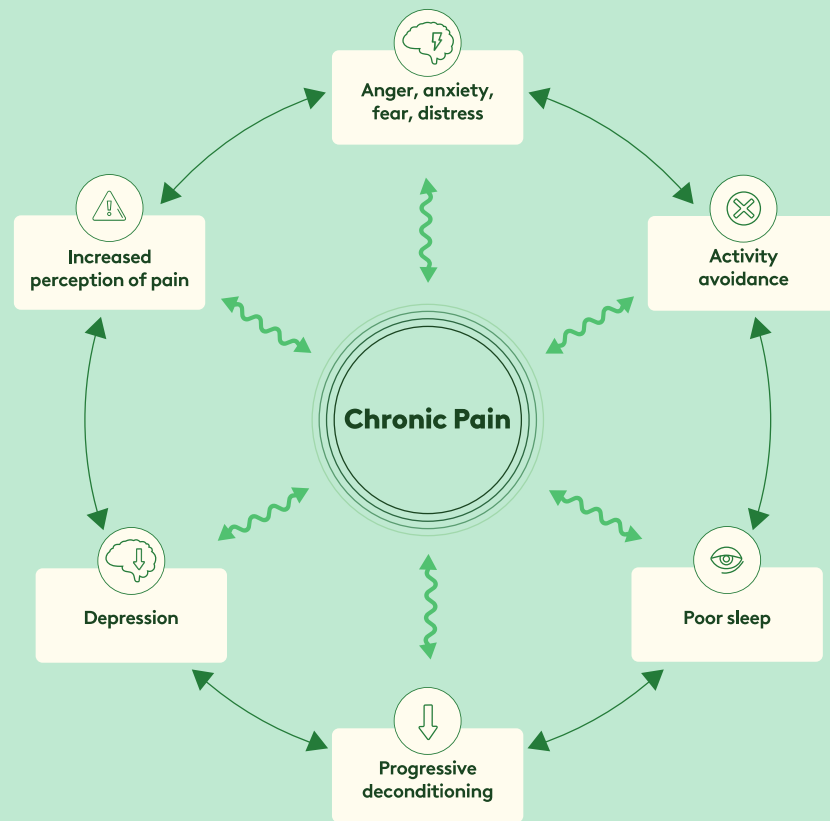 Anger, anxiety,
fear, distress
Increased
perception of pain
Activity
avoidance
Chronic Pain
Depression
Poor sleep
Progressive
deconditioning